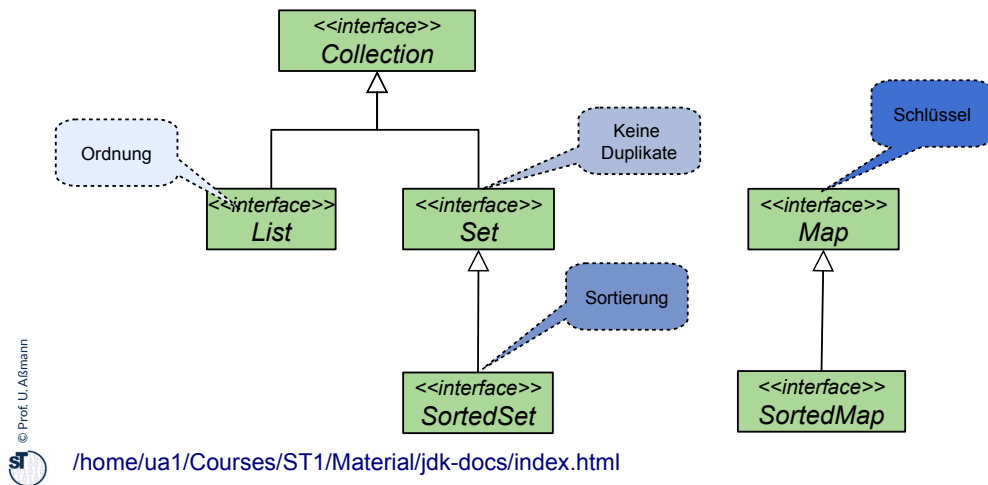 <<interface>>
Collection
Ordnung
Keine
Duplikate
Schlüssel
<<interface>>
List
<<interface>>
Set
<<interface>>
Map
Sortierung
<<interface>>
SortedSet
<<interface>>
SortedMap
© Prof. U. Aßmann
ST
/home/ua1/Courses/ST1/Material/jdk-docs/index.html